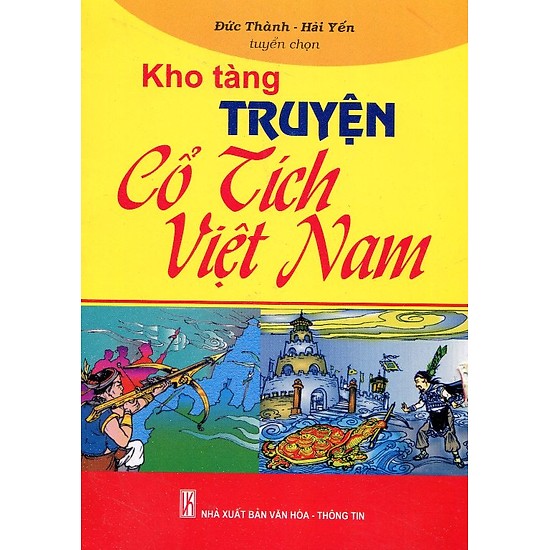 Đức Thành - Hải Yến
tuyển chọn
Kho tàng
TRUYỆN
Cổ Tích
Việt Nam
NHÀ XUẤT BẢN VĂN HÓA - THÔNG TIN